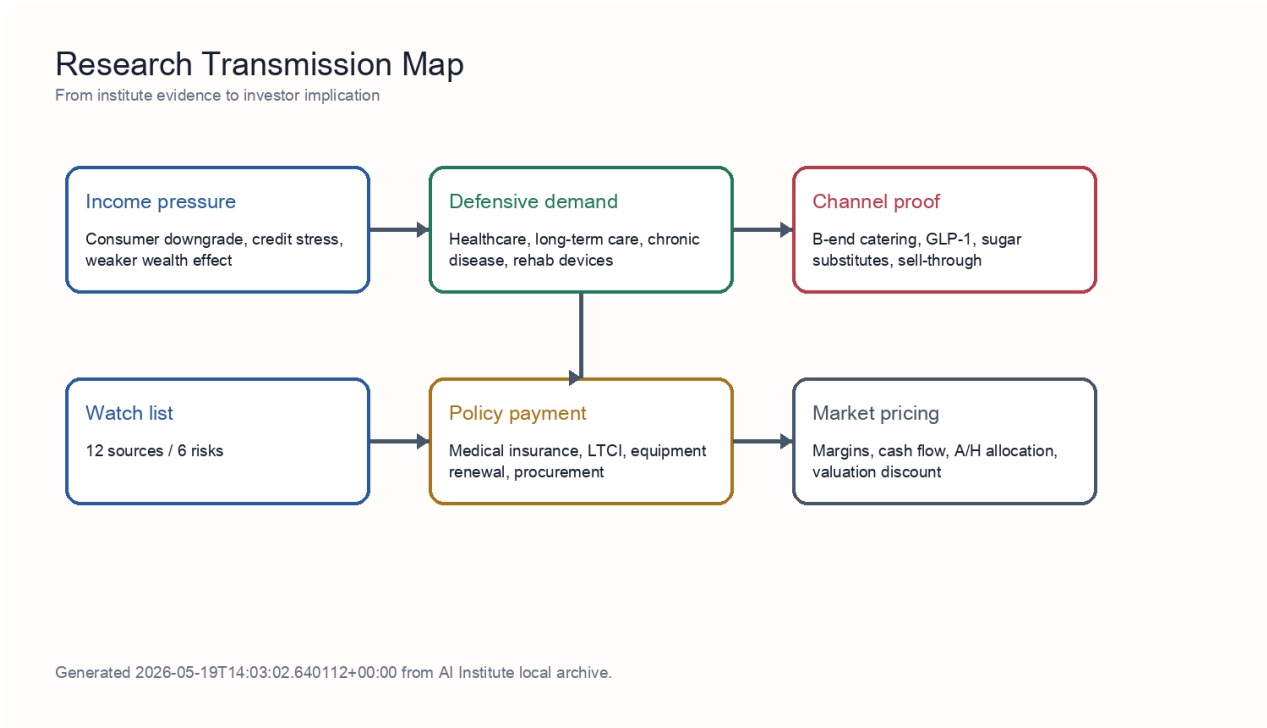 Research Transmission Map
From institute evidence to investor implication
Income pressure
Consumer downgrade, credit stress,
weaker wealth effect
Defensive demand
Healthcare, long-term care, chronic
disease, rehab devices
Channel proof
B-end catering, GLP-1, sugar
substitutes, sell-through
Watch list
12 sources / 6 risks
Policy payment
Medical insurance, LTCI, equipment
renewal, procurement
Market pricing
Margins, cash flow, A/H allocation,
valuation discount
Generated 2026-05-19T14:03:02.640112+00:00 from AI Institute local archive.